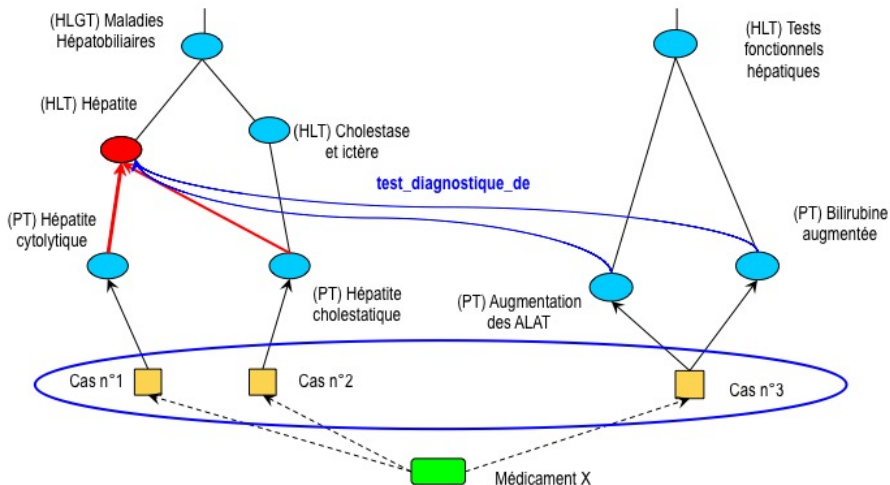 (HLGT) Maladies
Hépatobiliaires
(HLT) Tests
fonctionnels
hépatiques
(HLT) Hépatite
(HLT) Cholestase
et ictère
test_diagnostique_de
(PT) Hépatite
cytolytique
(PT) Bilirubine
augmentée
(PT) Hépatite
cholestatique
(PT) Augmentation
des ALAT
Cas n°1
Cas n°2
Cas n°3
Médicament X